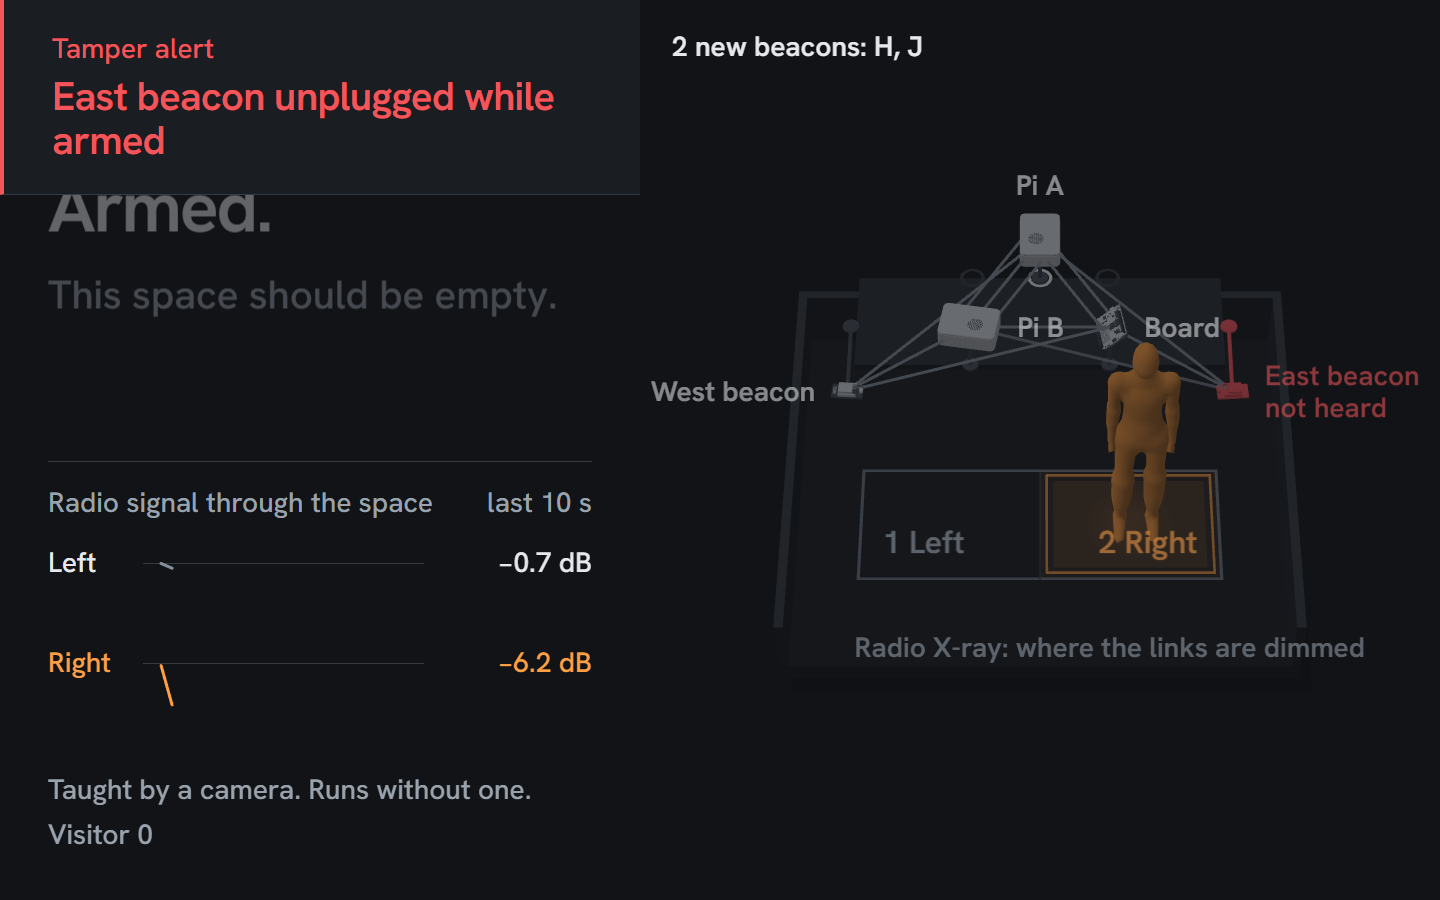 Tamper alert
East beacon unplugged while
armed
Armed.
This space should be empty.
Radio signal through the space last 10 s
Left –0.7 dB
Right –6.2 dB
Taught by a camera. Runs without one.
Visitor 0
2 new beacons: H, J
Pi A
Pi B
Board
West beacon
East beacon
not heard
1 Left
2 Right
Radio X-ray: where the links are dimmed